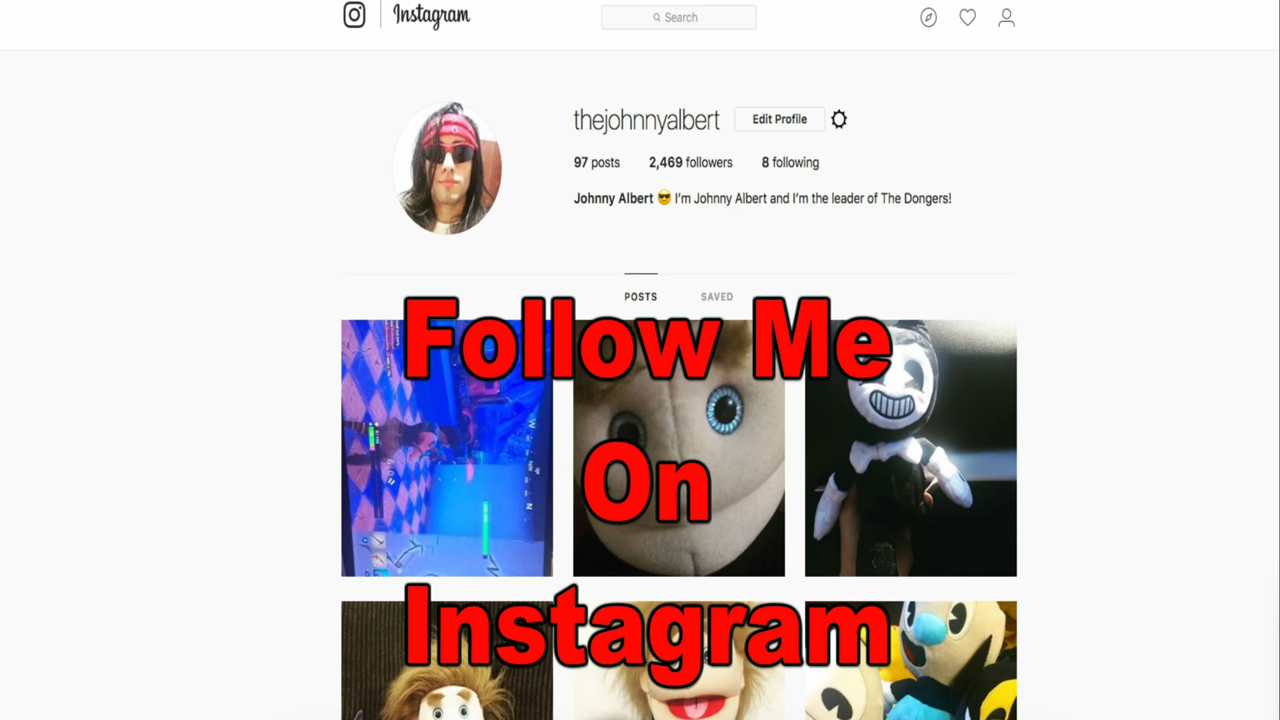 Instagram
Search
thejohnnyalbert Edit Profile
97 posts 2,469 followers 8 following
Johnny Albert 😎 I'm Johnny Albert and I'm the leader of The Dongers!
POSTS SAVED
Follow Me
On
Instagram